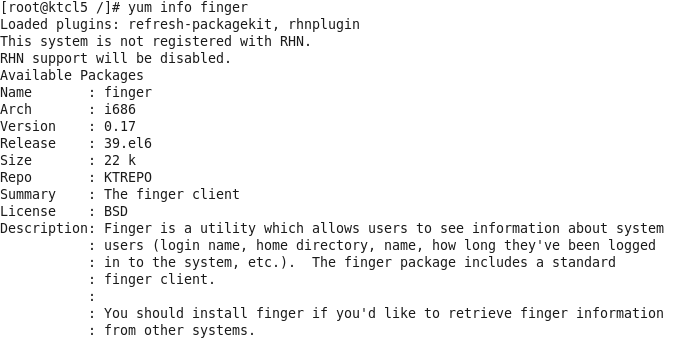 [root@ktcl5 /]# yum info finger
Loaded plugins: refresh-packagekit, rhnplugin
This system is not registered with RHN.
RHN support will be disabled.
Available Packages
Name       : finger
Arch       : i686
Version    : 0.17
Release    : 39.el6
Size       : 22 k
Repo       : KTREPO
Summary    : The finger client
License    : BSD
Description: Finger is a utility which allows users to see information about system
           : users (login name, home directory, name, how long they've been logged
           : in to the system, etc.).  The finger package includes a standard
           : finger client.
           :
           : You should install finger if you'd like to retrieve finger information
           : from other systems.